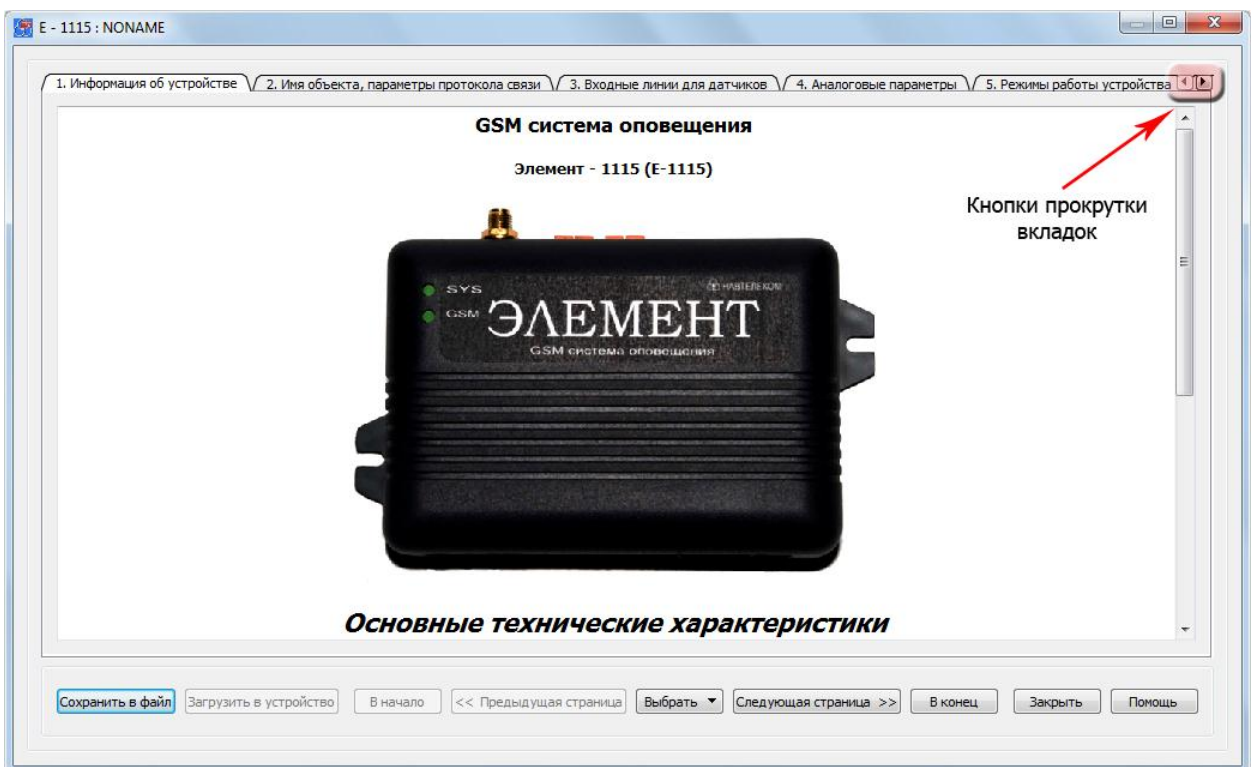 E - 1115 : NONAME
1. Информация об устройстве
2. Имя объекта, параметры протокола связи
3. Входные линии для датчиков
4. Аналоговые параметры
5. Режимы работы устройства
GSM система оповещения
Элемент - 1115 (E-1115)
Кнопки прокрутки
вкладок
SYS
НАВТЕЛЕКОМ
GSM
ЭЛЕМЕНТ
GSM система оповещения
Основные технические характеристики
Сохранить в файл
Загрузить в устройство
В начало
<< Предыдущая страница
Выбрать
Следующая страница >>
В конец
Закрыть
Помощь